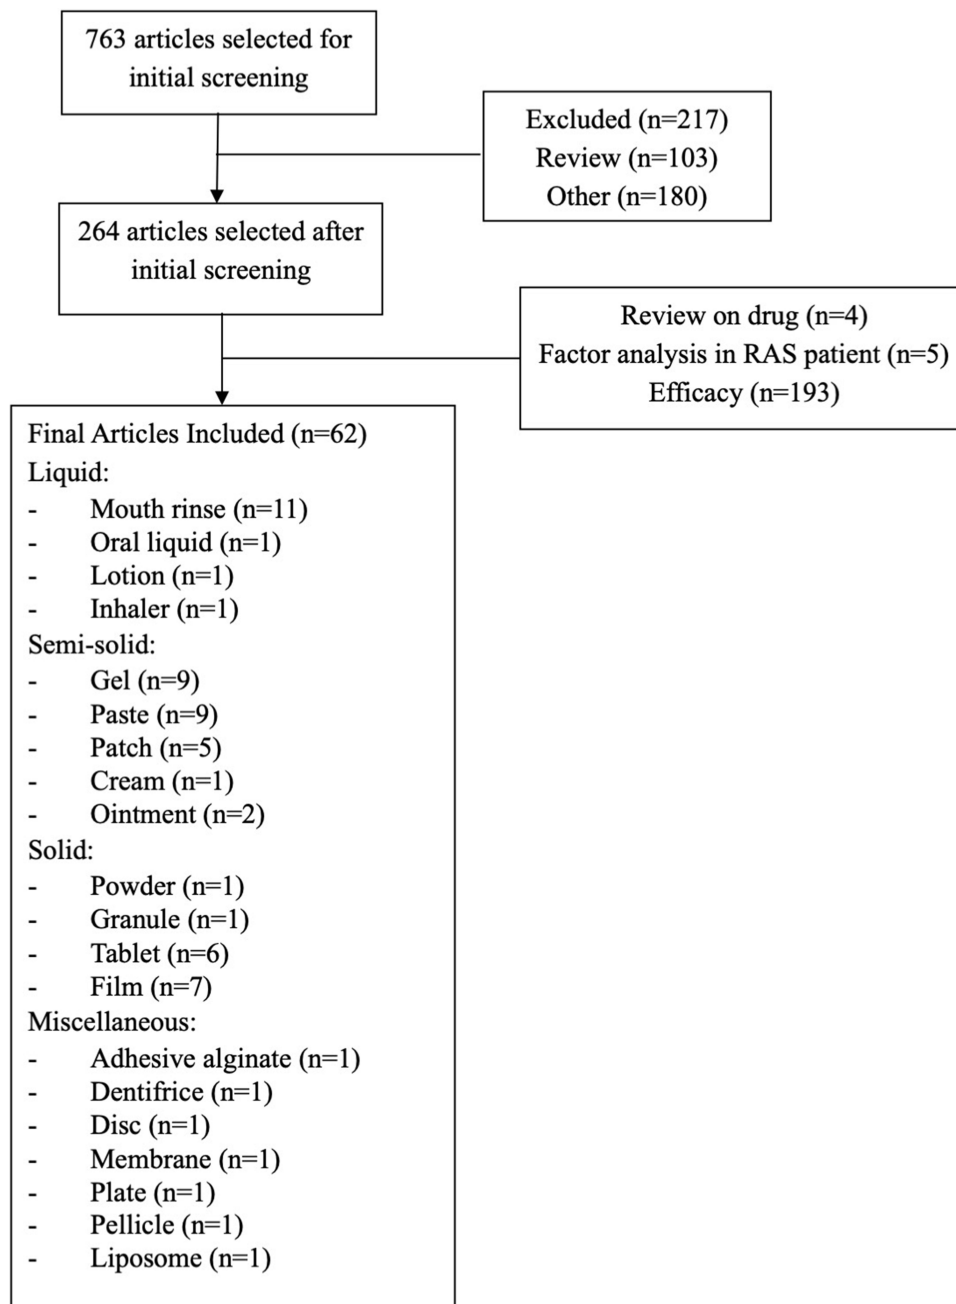 763 articles selected for
initial screening
Excluded (n=217)
Review (n=103)
Other (n=180)
264 articles selected after
initial screening
Review on drug (n=4)
Factor analysis in RAS patient (n=5)
Efficacy (n=193)
Final Articles Included (n=62)
Liquid:
- Mouth rinse (n=11)
- Oral liquid (n=1)
- Lotion (n=1)
- Inhaler (n=1)
Semi-solid:
- Gel (n=9)
- Paste (n=9)
- Patch (n=5)
- Cream (n=1)
- Ointment (n=2)
Solid:
- Powder (n=1)
- Granule (n=1)
- Tablet (n=6)
- Film (n=7)
Miscellaneous:
- Adhesive alginate (n=1)
- Dentifrice (n=1)
- Disc (n=1)
- Membrane (n=1)
- Plate (n=1)
- Pellicle (n=1)
- Liposome (n=1)